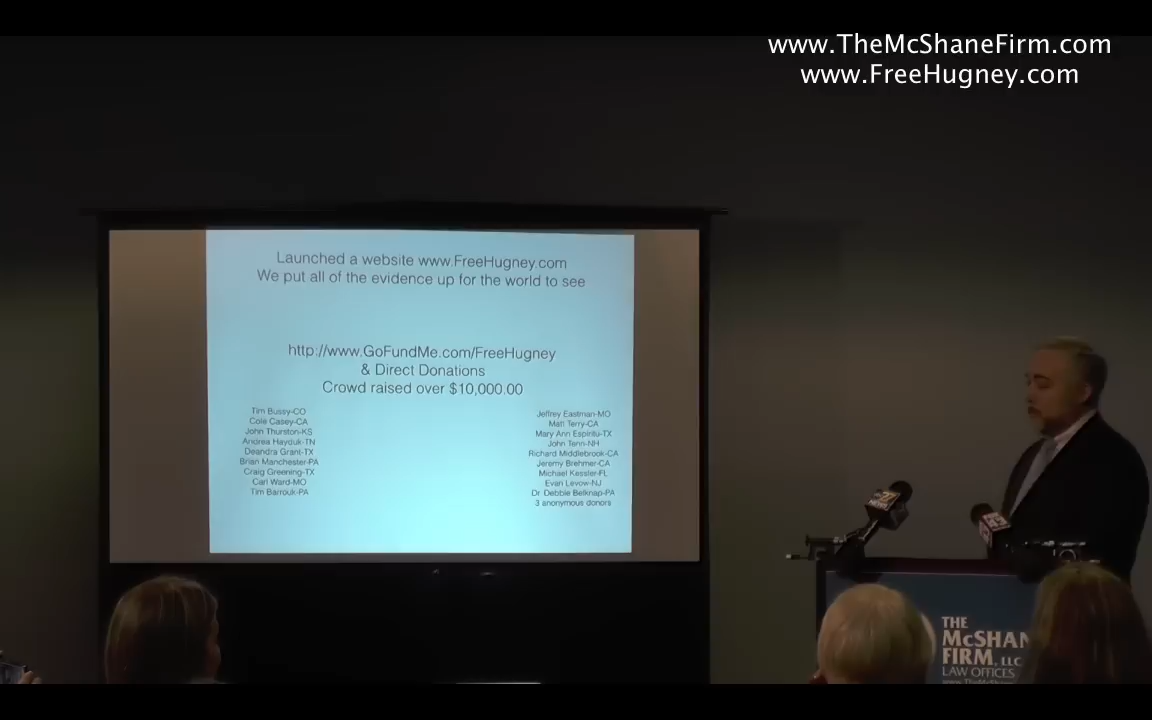 www.TheMcShaneFirm.com
www.FreeHugney.com
Launched a website www.FreeHugney.com
We put all of the evidence up for the world to see
http://www.GoFundMe.com/FreeHugney
& Direct Donations
Crowd raised over $10,000.00
Tim Bussy-CO
Cole Casey-CA
John Thurston-KS
Andrea Hayduk-TN
Deandra Grant-TX
Brian Manchester-PA
Craig Greening-TX
Carl Ward-MO
Tim Barrouk-PA
Jeffrey Eastman-MO
Matt Terry-CA
Mary Ann Espiritu-TX
John Tenn-NH
Richard Middlebrook-CA
Jeremy Brehmer-CA
Michael Kessler-FL
Evan Levow-NJ
Dr. Debbie Belknap-PA
3 anonymous donors
THE
McSHAN
FIRM, LLC
LAW OFFICES